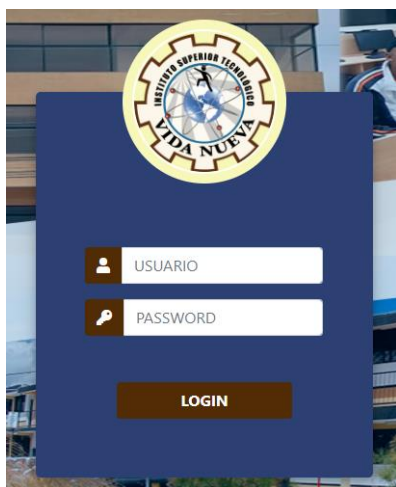 INSTITUTO SUPERIOR TECNOLÓGICO
VIDA NUEVA
USUARIO
PASSWORD
LOGIN